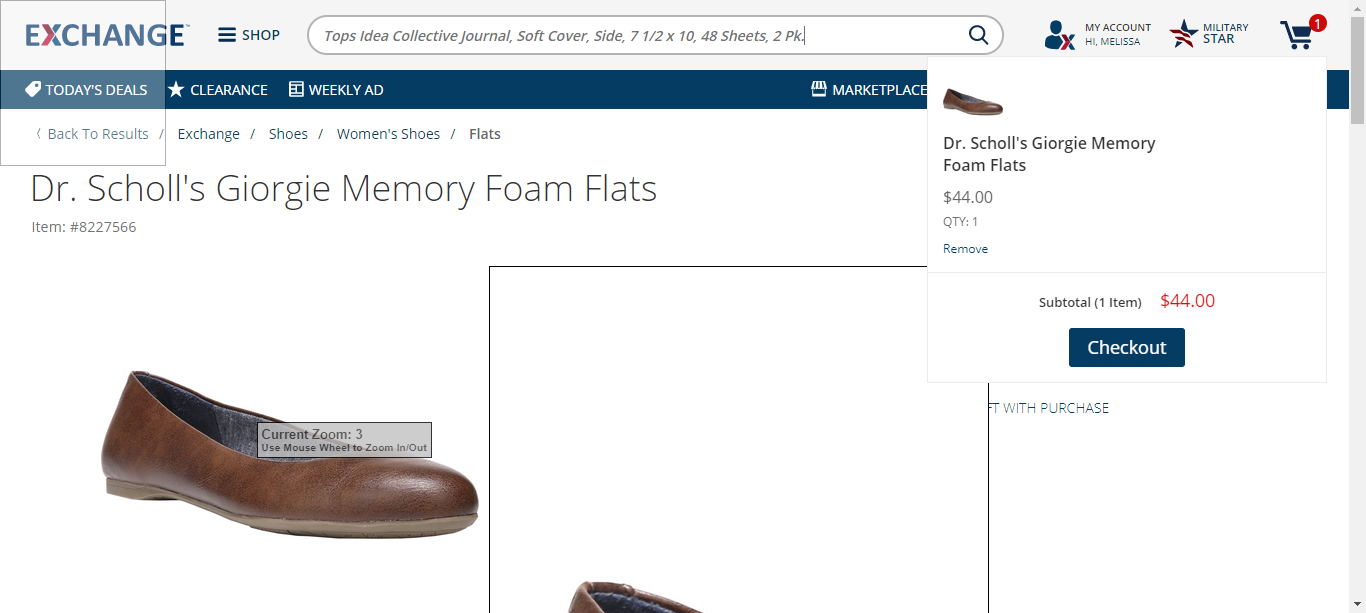 EXCHANGE
SHOP
Tops Idea Collective Journal, Soft Cover, Side, 7 1/2 x 10, 48 Sheets, 2 Pk.
MY ACCOUNT
HI, MELISSA
MILITARY
STAR
1
TODAY'S DEALS
CLEARANCE
WEEKLY AD
MARKETPLACE
〈 Back To Results / Exchange / Shoes / Women's Shoes / Flats
Dr. Scholl's Giorgie Memory Foam Flats
Item: #8227566
Dr. Scholl's Giorgie Memory
Foam Flats
$44.00
QTY: 1
Remove
Subtotal (1 Item) $44.00
Checkout
FT WITH PURCHASE
Current Zoom: 3
Use Mouse Wheel to Zoom In/Out